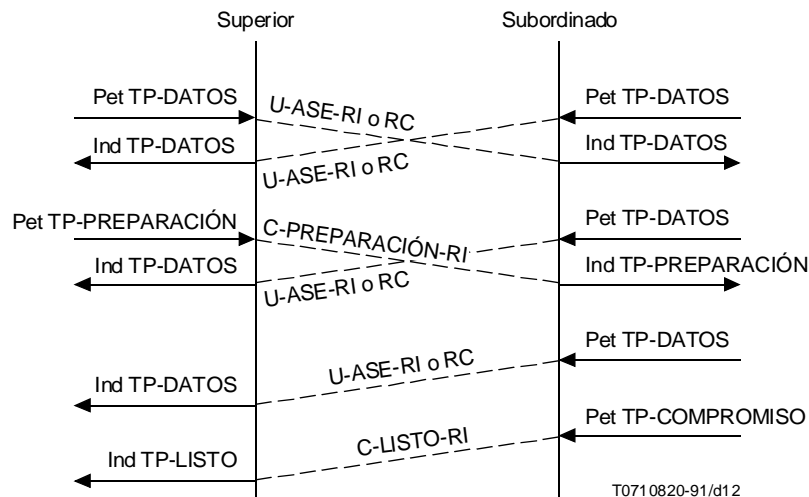 Superior Subordinado
Pet TP-DATOS U-ASE-RI o RC Pet TP-DATOS
Ind TP-DATOS U-ASE-RI o RC Ind TP-DATOS
Pet TP-PREPARACIÓN C-PREPARACIÓN-RI Pet TP-DATOS
Ind TP-DATOS U-ASE-RI o RC Ind TP-PREPARACIÓN
U-ASE-RI o RC Pet TP-DATOS
Ind TP-DATOS
C-LISTO-RI Pet TP-COMPROMISO
Ind TP-LISTO
T0710820-91/d12